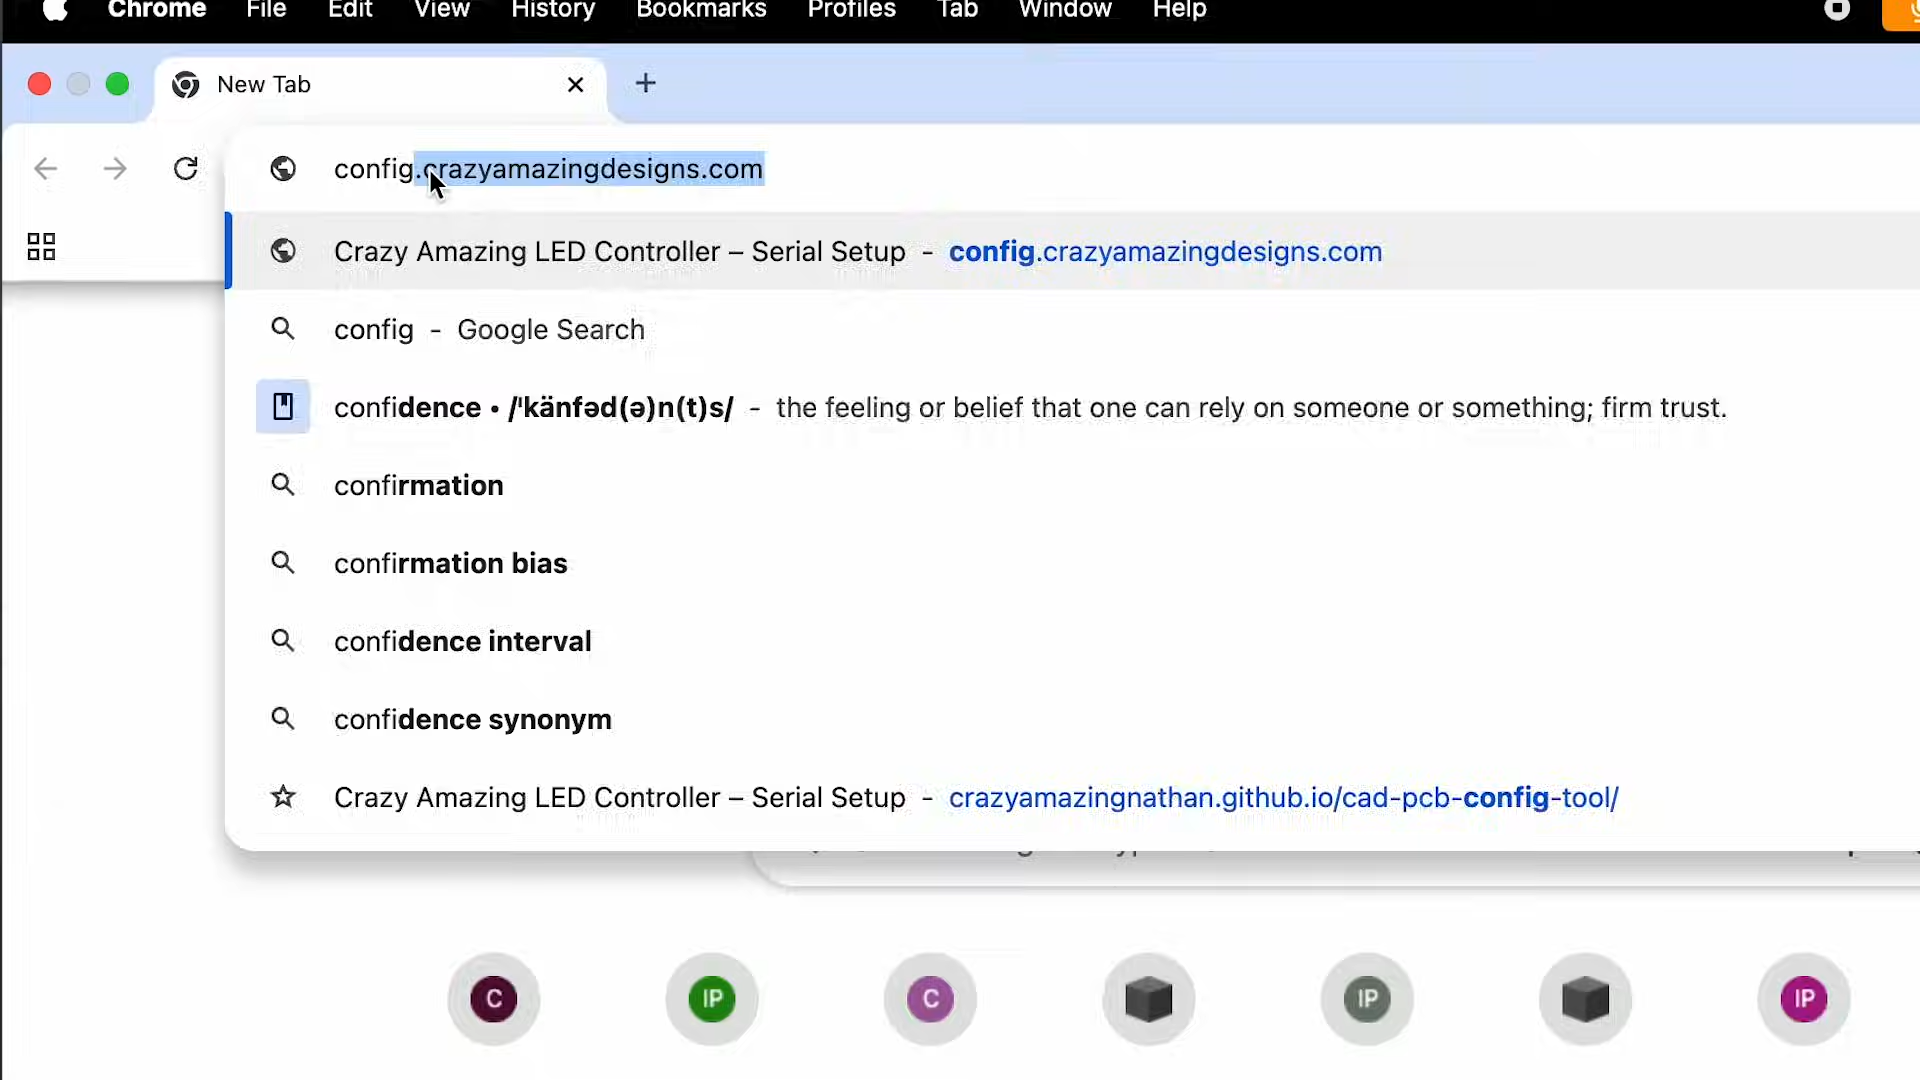 Chrome File Edit View History Bookmarks Profiles Tab Window Help
New Tab
config.crazyamazingdesigns.com
Crazy Amazing LED Controller – Serial Setup - config.crazyamazingdesigns.com
config - Google Search
confidence • /ˈkänfəd(ə)n(t)s/ - the feeling or belief that one can rely on someone or something; firm trust.
confirmation
confirmation bias
confidence interval
confidence synonym
Crazy Amazing LED Controller – Serial Setup - crazyamazingnathan.github.io/cad-pcb-config-tool/
C IP C IP IP